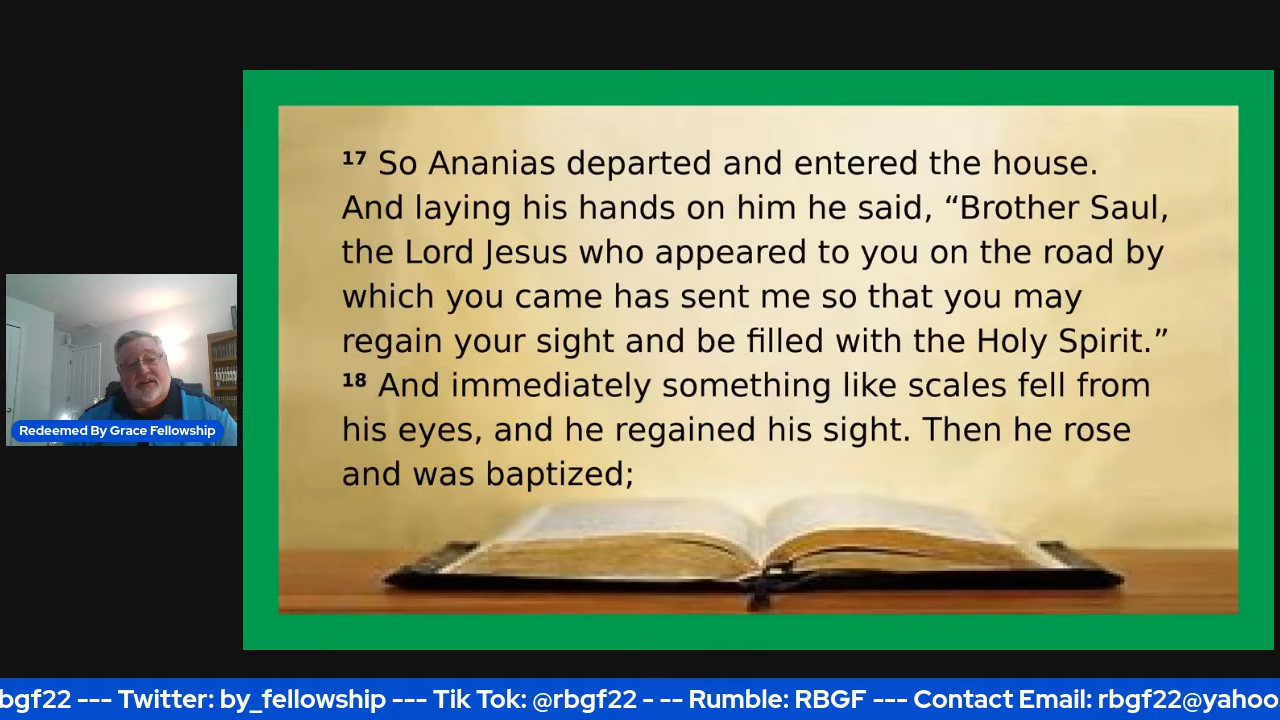 ¹⁷ So Ananias departed and entered the house.
And laying his hands on him he said, “Brother Saul,
the Lord Jesus who appeared to you on the road by
which you came has sent me so that you may
regain your sight and be filled with the Holy Spirit.”
¹⁸ And immediately something like scales fell from
his eyes, and he regained his sight. Then he rose
and was baptized;
Redeemed By Grace Fellowship
bgf22 --- Twitter: by_fellowship --- Tik Tok: @rbgf22 - -- Rumble: RBGF --- Contact Email: rbgf22@yahoo